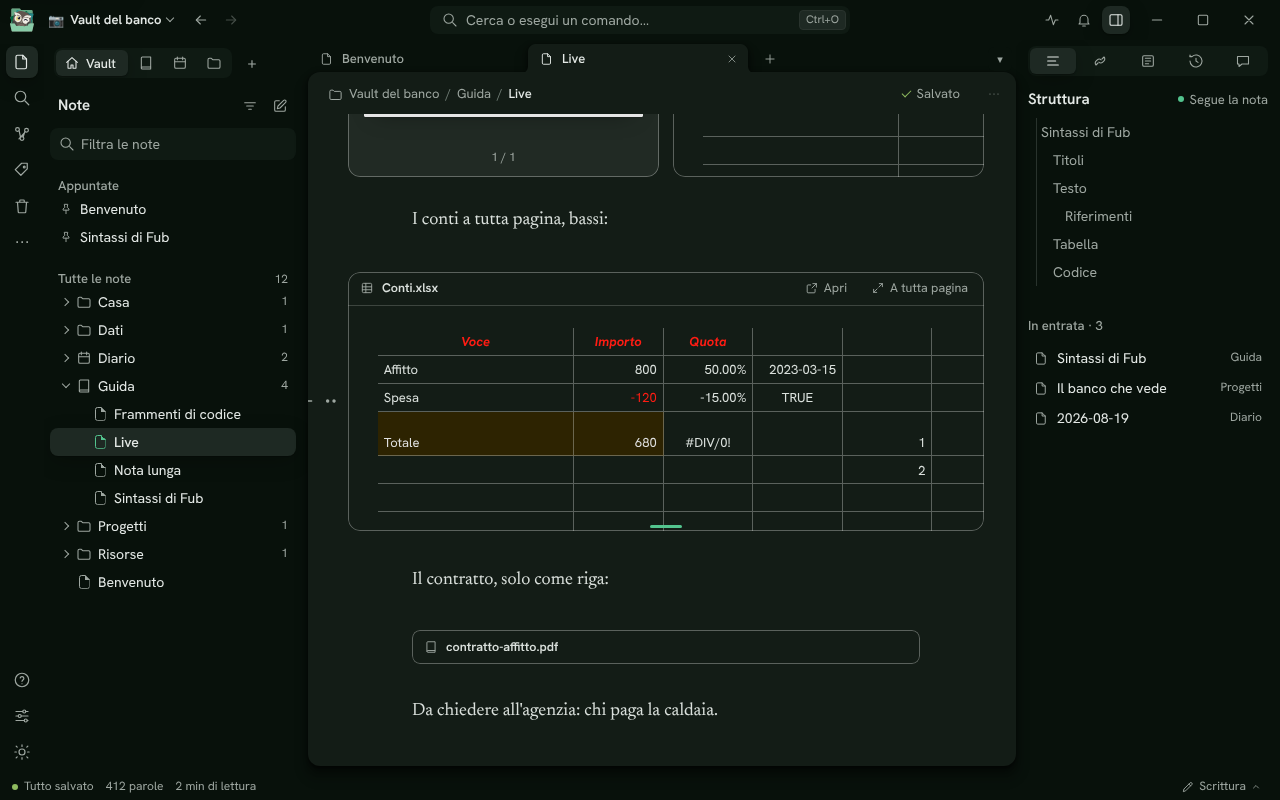 Vault del banco
Cerca o esegui un comando...
Ctrl+O
Vault
Benvenuto
Live
Note
Filtra le note
Appuntate
Benvenuto
Sintassi di Fub
Tutte le note 12
Casa 1
Dati 1
Diario 2
Guida 4
Frammenti di codice
Live
Nota lunga
Sintassi di Fub
Progetti 1
Risorse 1
Benvenuto
Vault del banco / Guida / Live
Salvato
1 / 1
I conti a tutta pagina, bassi:
Conti.xlsx
Apri
A tutta pagina
Voce Importo Quota
Affitto 800 50.00% 2023-03-15
Spesa -120 -15.00% TRUE
Totale 680 #DIV/0! 1
2
Il contratto, solo come riga:
contratto-affitto.pdf
Da chiedere all'agenzia: chi paga la caldaia.
Struttura
Segue la nota
Sintassi di Fub
Titoli
Testo
Riferimenti
Tabella
Codice
In entrata · 3
Sintassi di Fub Guida
Il banco che vede Progetti
2026-08-19 Diario
Tutto salvato 412 parole 2 min di lettura
Scrittura